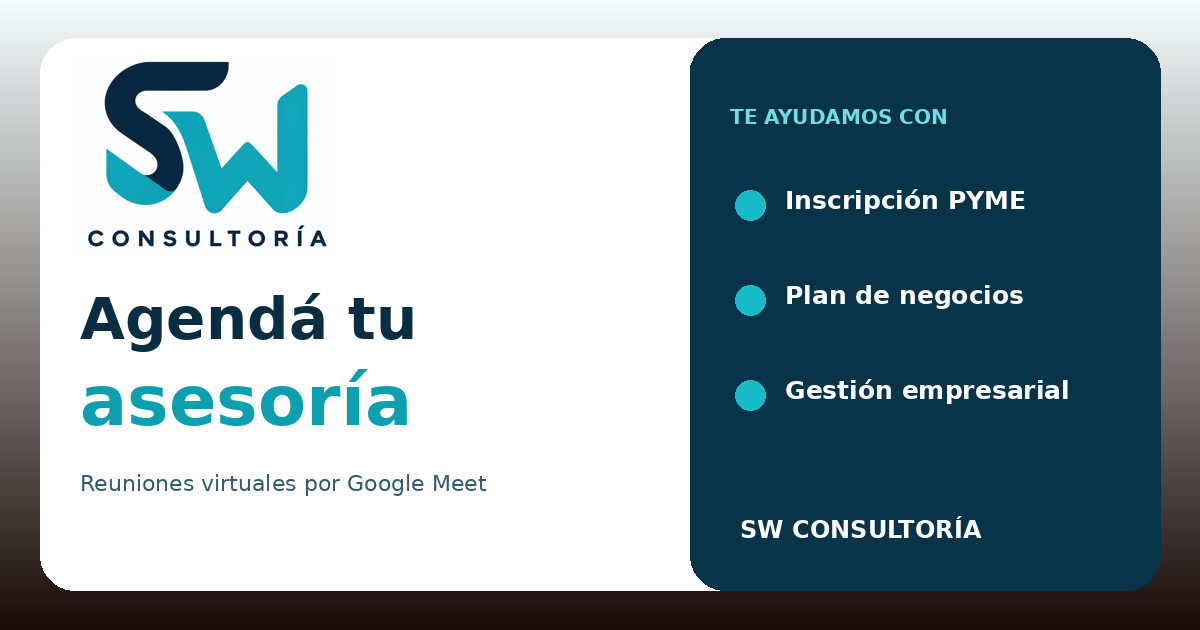 SW
CONSULTORÍA
Agendá tu
asesoría
Reuniones virtuales por Google Meet
TE AYUDAMOS CON
Inscripción PYME
Plan de negocios
Gestión empresarial
SW CONSULTORÍA